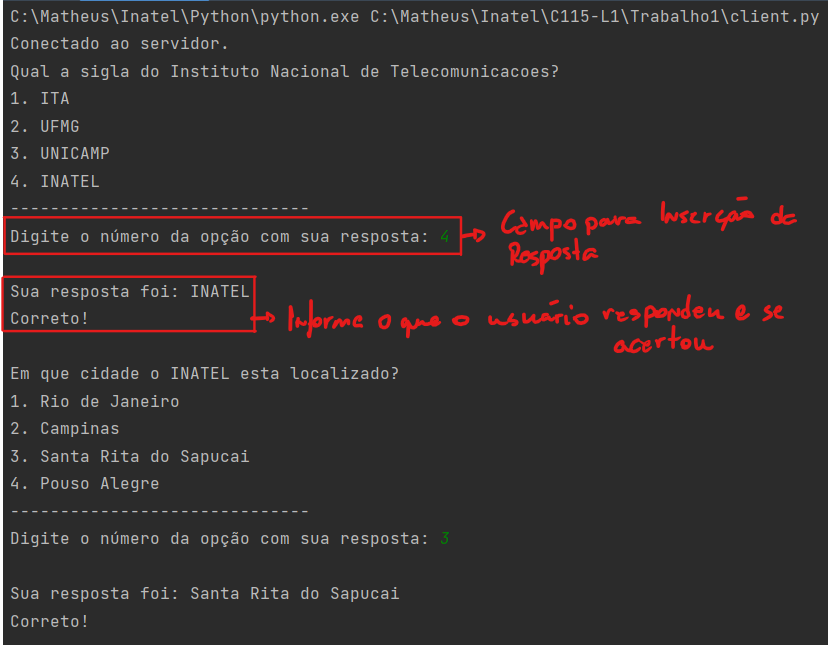 C:\Matheus\Inatel\Python\python.exe C:\Matheus\Inatel\C115-L1\Trabalho1\client.py
Conectado ao servidor.
Qual a sigla do Instituto Nacional de Telecomunicacoes?
1. ITA
2. UFMG
3. UNICAMP
4. INATEL
------------------------------
Digite o número da opção com sua resposta: 4
Campo para Inserção de
Resposta
Sua resposta foi: INATEL
Correto!
Informa o que o usuário respondeu e se
acertou
Em que cidade o INATEL esta localizado?
1. Rio de Janeiro
2. Campinas
3. Santa Rita do Sapucai
4. Pouso Alegre
------------------------------
Digite o número da opção com sua resposta: 3
Sua resposta foi: Santa Rita do Sapucai
Correto!